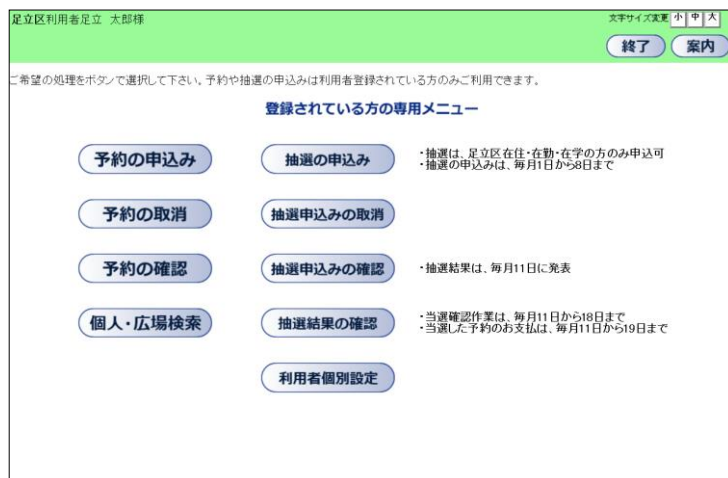 足立区利用者足立 太郎様
文字サイズ変更 小 中 大
終了 案内
ご希望の処理をボタンで選択して下さい。予約や抽選の申込みは利用者登録されている方のみご利用できます。
登録されている方の専用メニュー
予約の申込み 抽選の申込み ・抽選は、足立区在住・在勤・在学の方のみ申込可
・抽選の申込みは、毎月1日から8日まで
予約の取消 抽選申込みの取消
予約の確認 抽選申込みの確認 ・抽選結果は、毎月11日に発表
個人・広場検索 抽選結果の確認 ・当選確認作業は、毎月11日から18日まで
・当選した予約のお支払は、毎月11日から19日まで
利用者個別設定